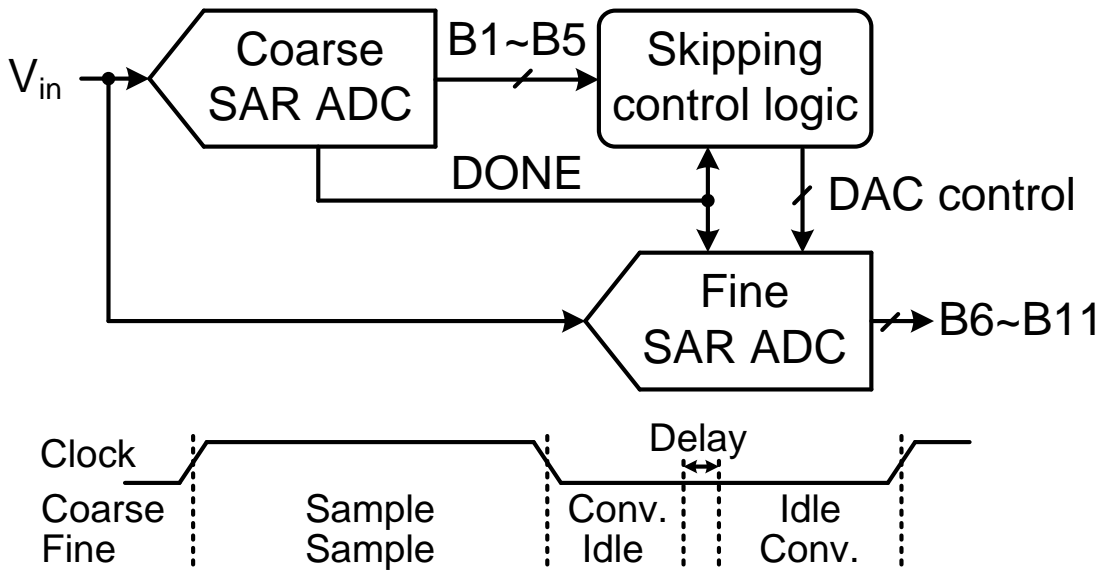 Coarse
SAR ADC
B1~B5
Skipping
control logic
Vin
DONE
DAC control
Fine
SAR ADC
B6~B11
Delay
Clock
Coarse Sample Conv. Idle
Fine Sample Idle Conv.